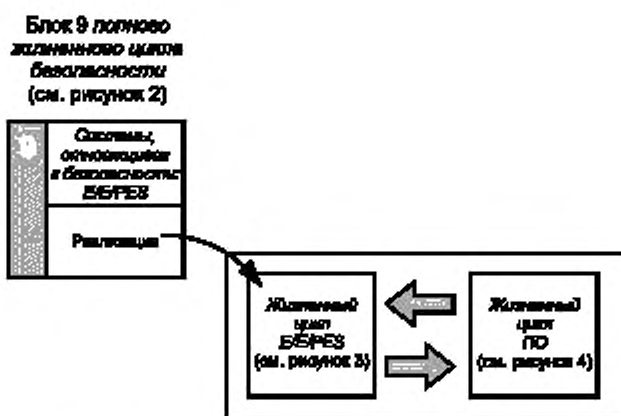 Блок 9 полного
жизненного цикла
безопасности
(см. рисунок 2)
Системы,
относящиеся
к безопасности:
E/E/PES
Реализация
Жизненный
цикл
E/E/PES
(см. рисунок 3)
Жизненный
цикл
ПО
(см. рисунок 4)